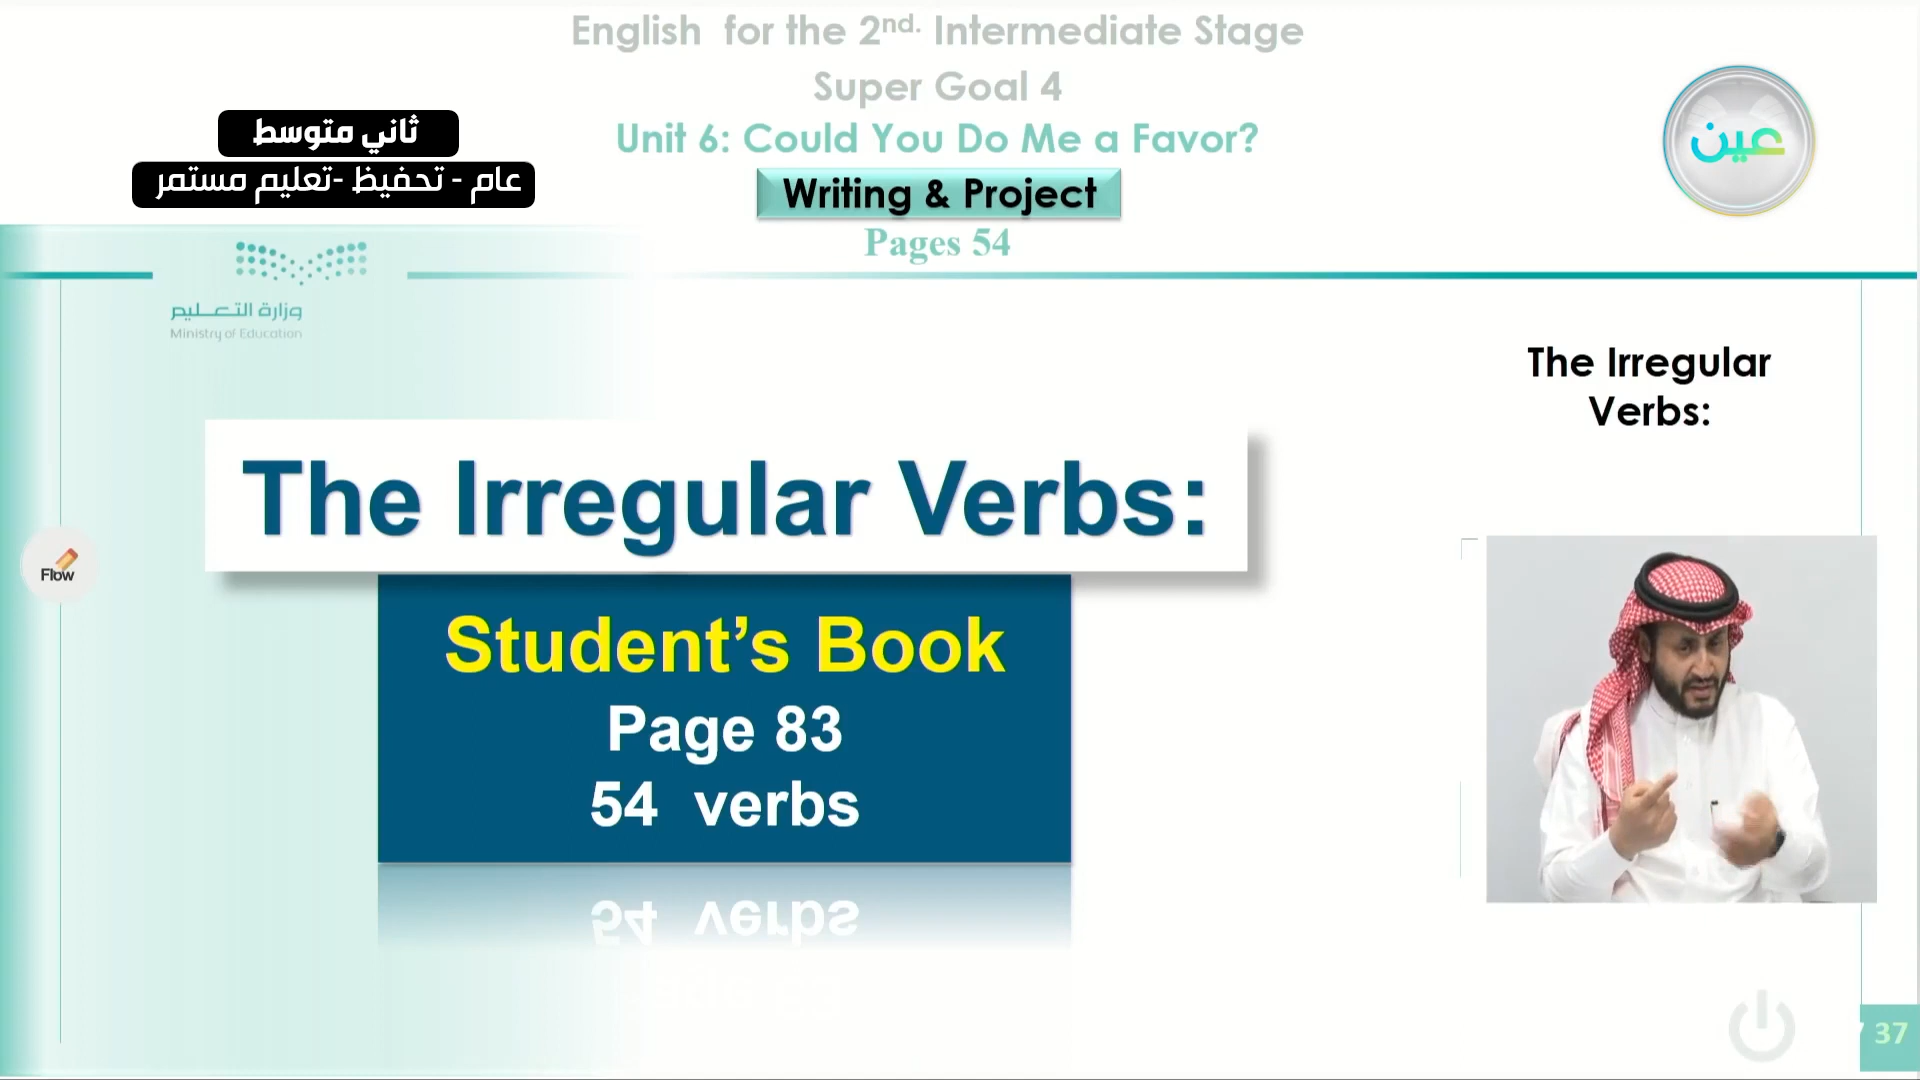 English for the 2nd. Intermediate Stage
Super Goal 4
ثاني متوسط
Unit 6: Could You Do Me a Favor?
عام - تحفيظ -تعليم مستمر
Writing & Project
عين
Pages 54
وزارة التعليم
Ministry of Education
The Irregular
Verbs:
The Irregular Verbs:
Flow
Student’s Book
Page 83
54 verbs
37